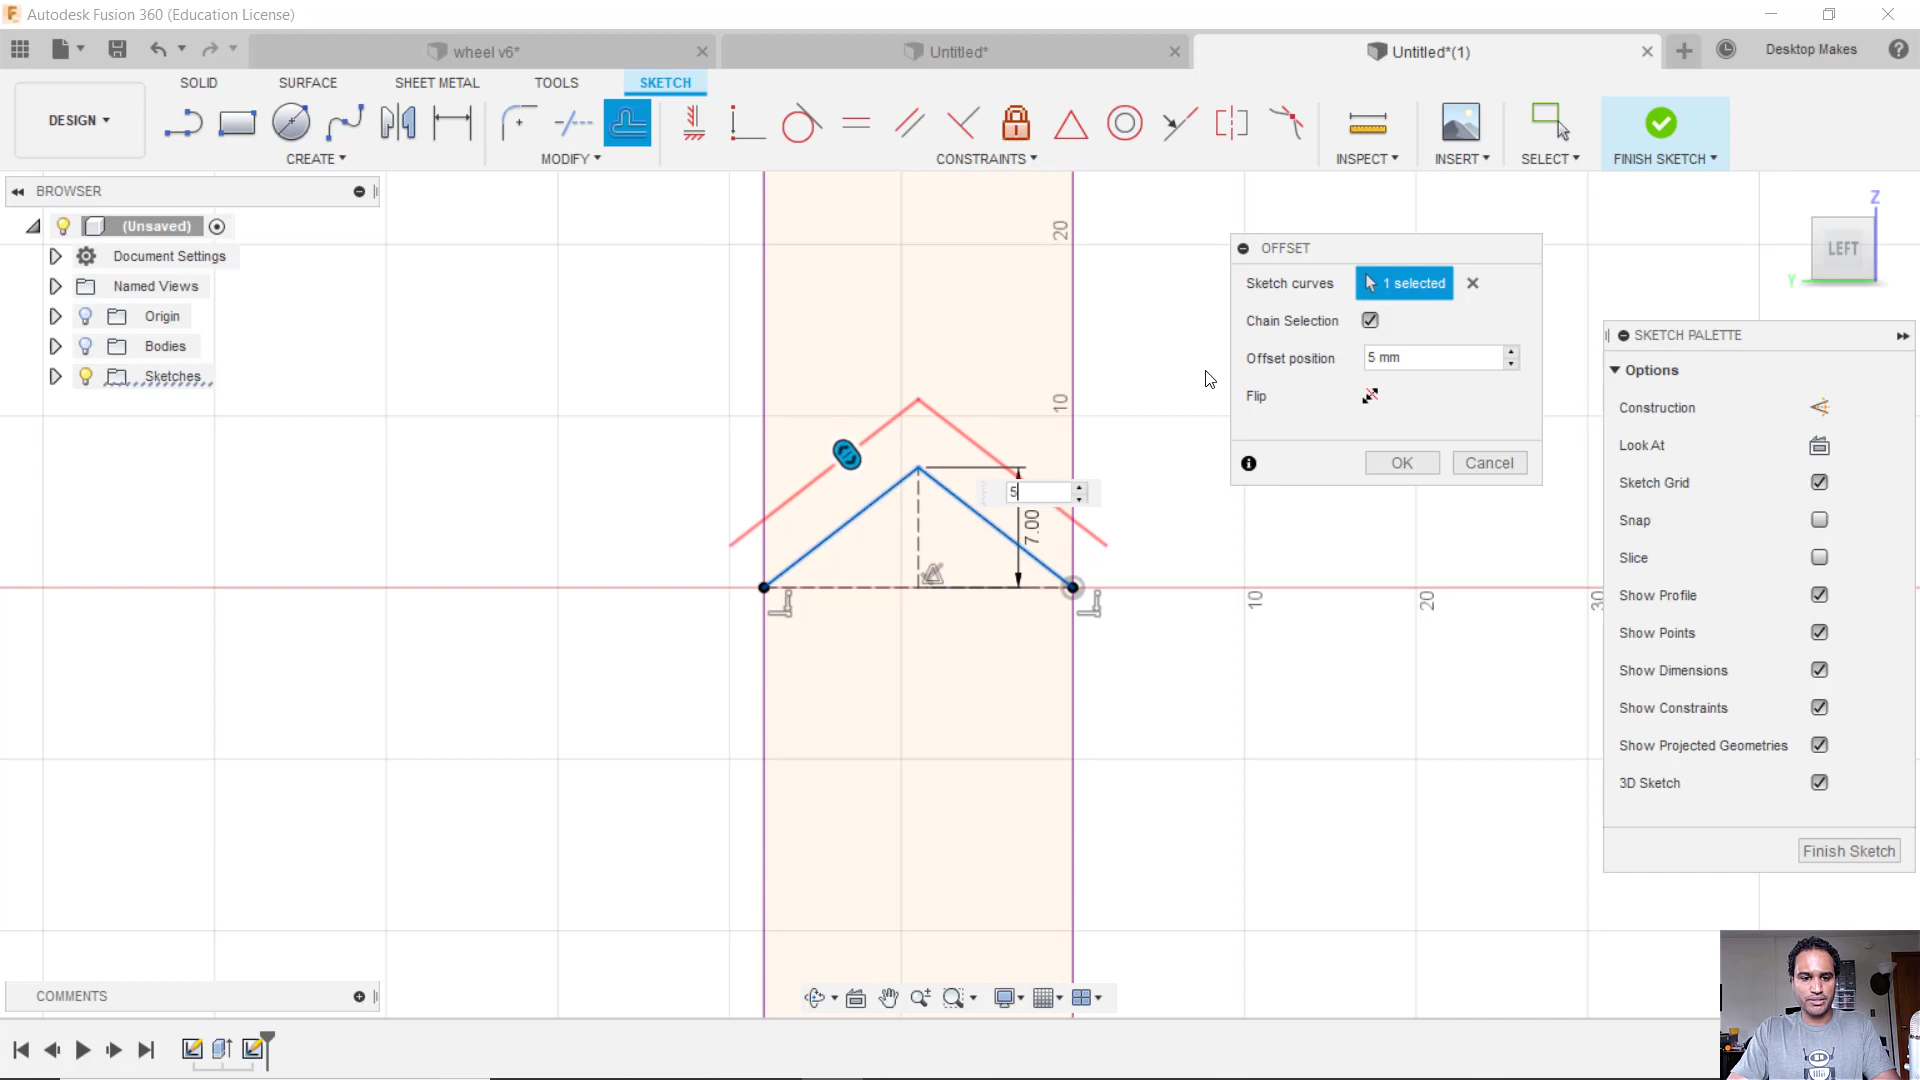 Autodesk Fusion 360 (Education License)
wheel v6*
Untitled*
Untitled*(1)
Desktop Makes
SOLID
SURFACE
SHEET METAL
TOOLS
SKETCH
DESIGN
CREATE
MODIFY
CONSTRAINTS
INSPECT
INSERT
SELECT
FINISH SKETCH
BROWSER
(Unsaved)
Document Settings
Named Views
Origin
Bodies
Sketches
20
10
10
20
30
7.00
5
OFFSET
Sketch curves 1 selected
Chain Selection
Offset position 5 mm
Flip
OK Cancel
Z
LEFT
Y
SKETCH PALETTE
Options
Construction
Look At
Sketch Grid
Snap
Slice
Show Profile
Show Points
Show Dimensions
Show Constraints
Show Projected Geometries
3D Sketch
Finish Sketch
COMMENTS